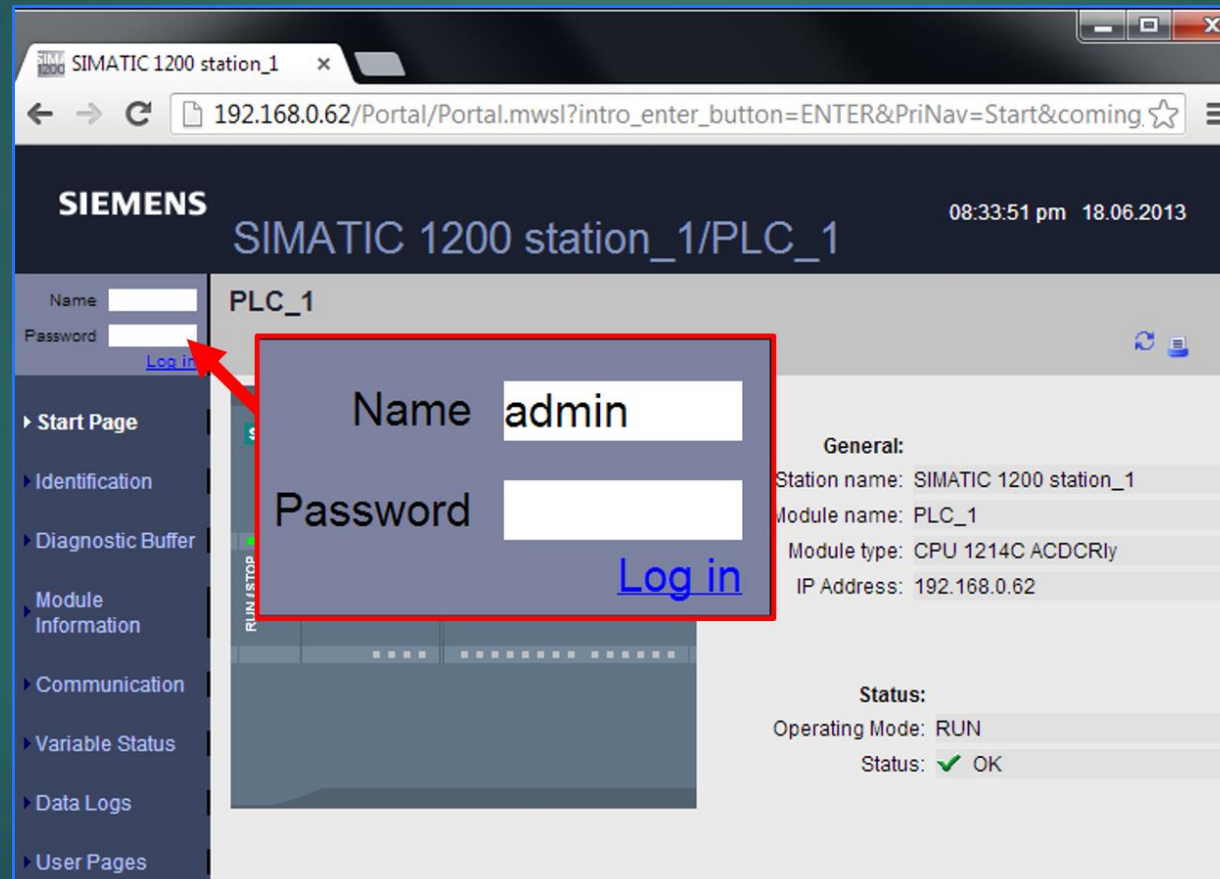 SIMATIC 1200 station_1
192.168.0.62/Portal/Portal.mwsl?intro_enter_button=ENTER&PriNav=Start&coming
SIEMENS
SIMATIC 1200 station_1/PLC_1
08:33:51 pm 18.06.2013
Name
Password
Log in
PLC_1
Name admin
Password
Log in
Start Page
Identification
Diagnostic Buffer
Module
Information
Communication
Variable Status
Data Logs
User Pages
RUN / STOP
General:
Station name: SIMATIC 1200 station_1
Module name: PLC_1
Module type: CPU 1214C ACDCRly
IP Address: 192.168.0.62
Status:
Operating Mode: RUN
Status: OK